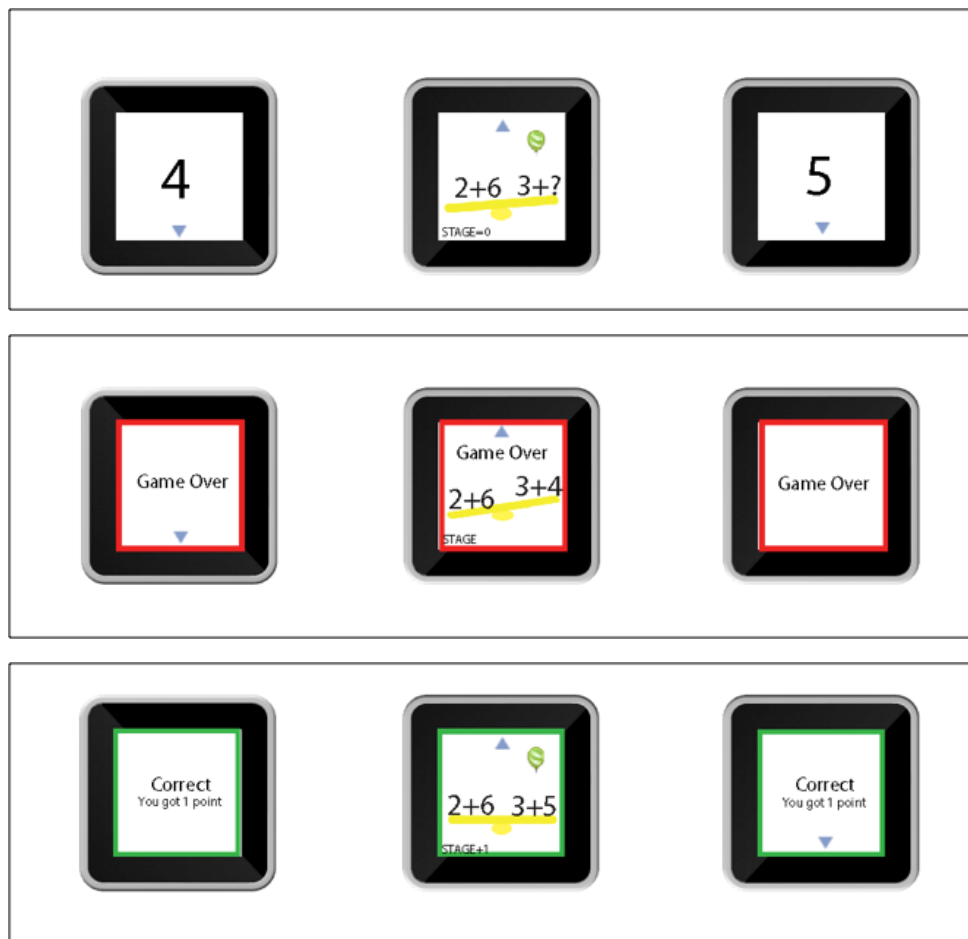 4
2+6 3+?
STAGE=0
5
Game Over
Game Over
2+6 3+4
STAGE
Game Over
Correct
You got 1 point
2+6 3+5
STAGE+1
Correct
You got 1 point